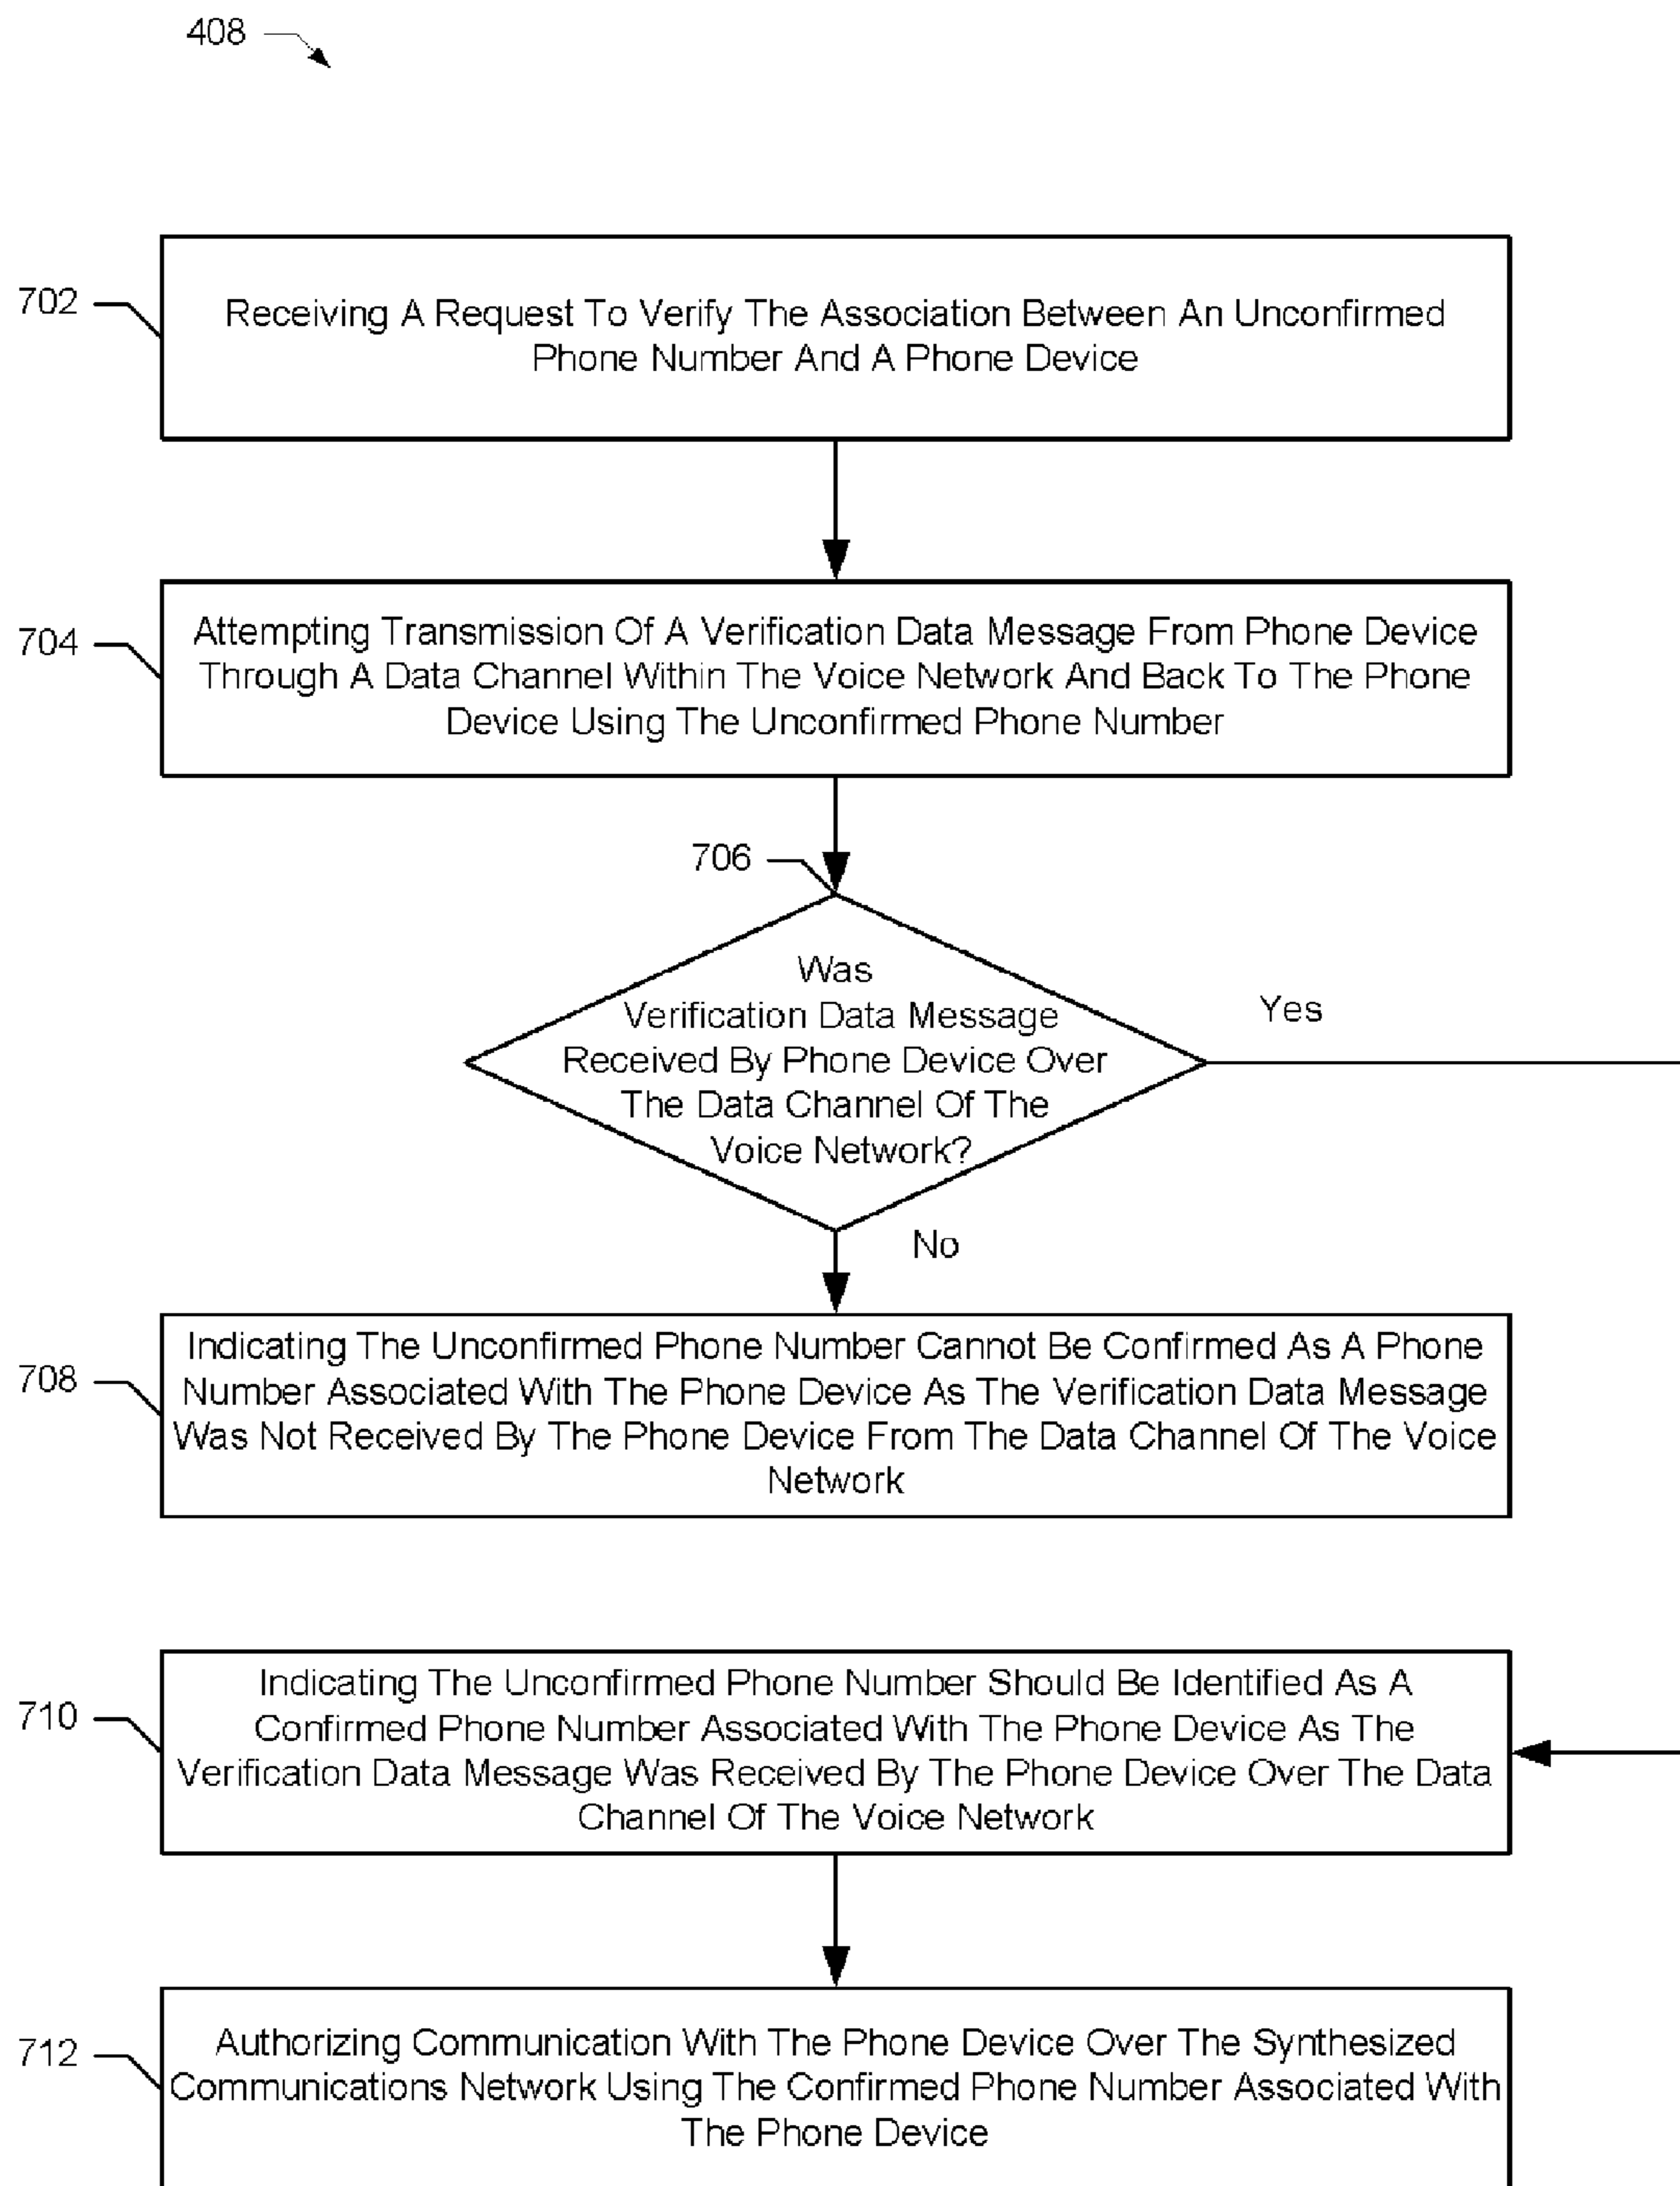 408
702
Receiving A Request To Verify The Association Between An Unconfirmed
Phone Number And A Phone Device
704
Attempting Transmission Of A Verification Data Message From Phone Device
Through A Data Channel Within The Voice Network And Back To The Phone
Device Using The Unconfirmed Phone Number
706
Was
Verification Data Message
Received By Phone Device Over
The Data Channel Of The
Voice Network?
Yes
No
708
Indicating The Unconfirmed Phone Number Cannot Be Confirmed As A Phone
Number Associated With The Phone Device As The Verification Data Message
Was Not Received By The Phone Device From The Data Channel Of The Voice
Network
710
Indicating The Unconfirmed Phone Number Should Be Identified As A
Confirmed Phone Number Associated With The Phone Device As The
Verification Data Message Was Received By The Phone Device Over The Data
Channel Of The Voice Network
712
Authorizing Communication With The Phone Device Over The Synthesized
Communications Network Using The Confirmed Phone Number Associated With
The Phone Device